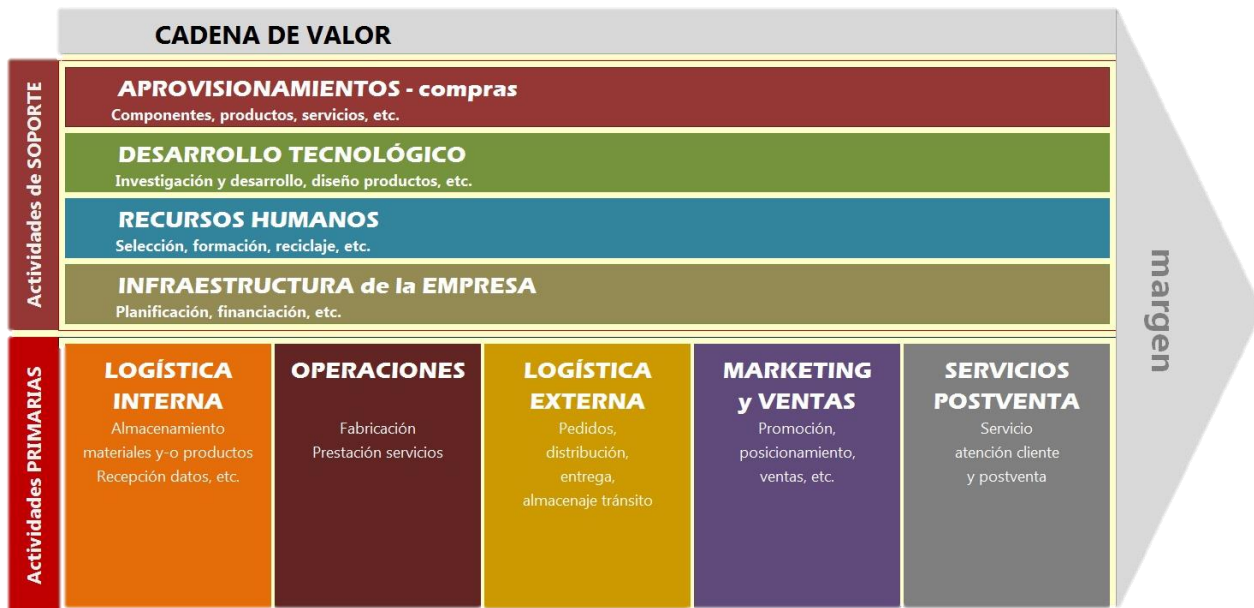 CADENA DE VALOR
Actividades de SOPORTE
APROVISIONAMIENTOS - compras
Componentes, productos, servicios, etc.
DESARROLLO TECNOLÓGICO
Investigación y desarrollo, diseño productos, etc.
RECURSOS HUMANOS
Selección, formación, reciclaje, etc.
INFRAESTRUCTURA de la EMPRESA
Planificación, financiación, etc.
Actividades PRIMARIAS
LOGÍSTICA
INTERNA
Almacenamiento
materiales y-o productos
Recepción datos, etc.
OPERACIONES
Fabricación
Prestación servicios
LOGÍSTICA
EXTERNA
Pedidos,
distribución,
entrega,
almacenaje tránsito
MARKETING
y VENTAS
Promoción,
posicionamiento,
ventas, etc.
SERVICIOS
POSTVENTA
Servicio
atención cliente
y postventa
margen